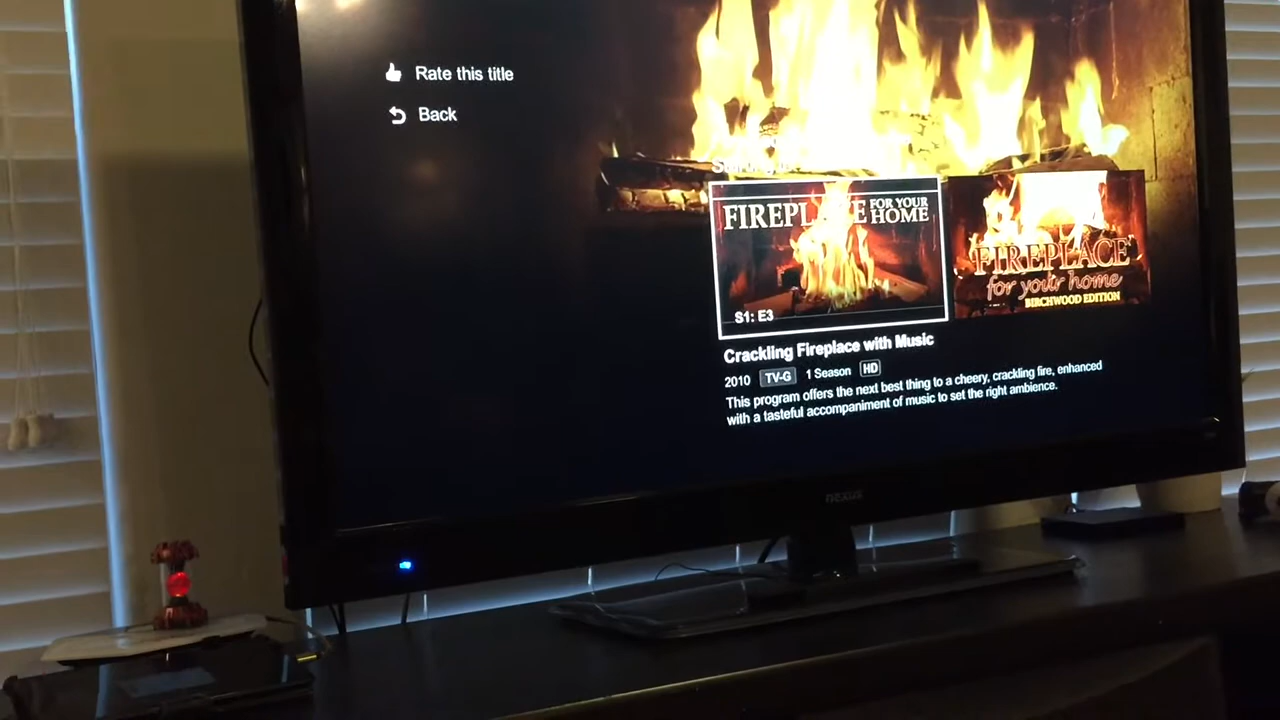 Rate this title
Back
FIREPLACE FOR YOUR HOME
S1: E3
FIREPLACE
for your home
BIRCHWOOD EDITION
Crackling Fireplace with Music
2010 TV-G 1 Season HD
This program offers the next best thing to a cheery, crackling fire, enhanced
with a tasteful accompaniment of music to set the right ambience.
nexus